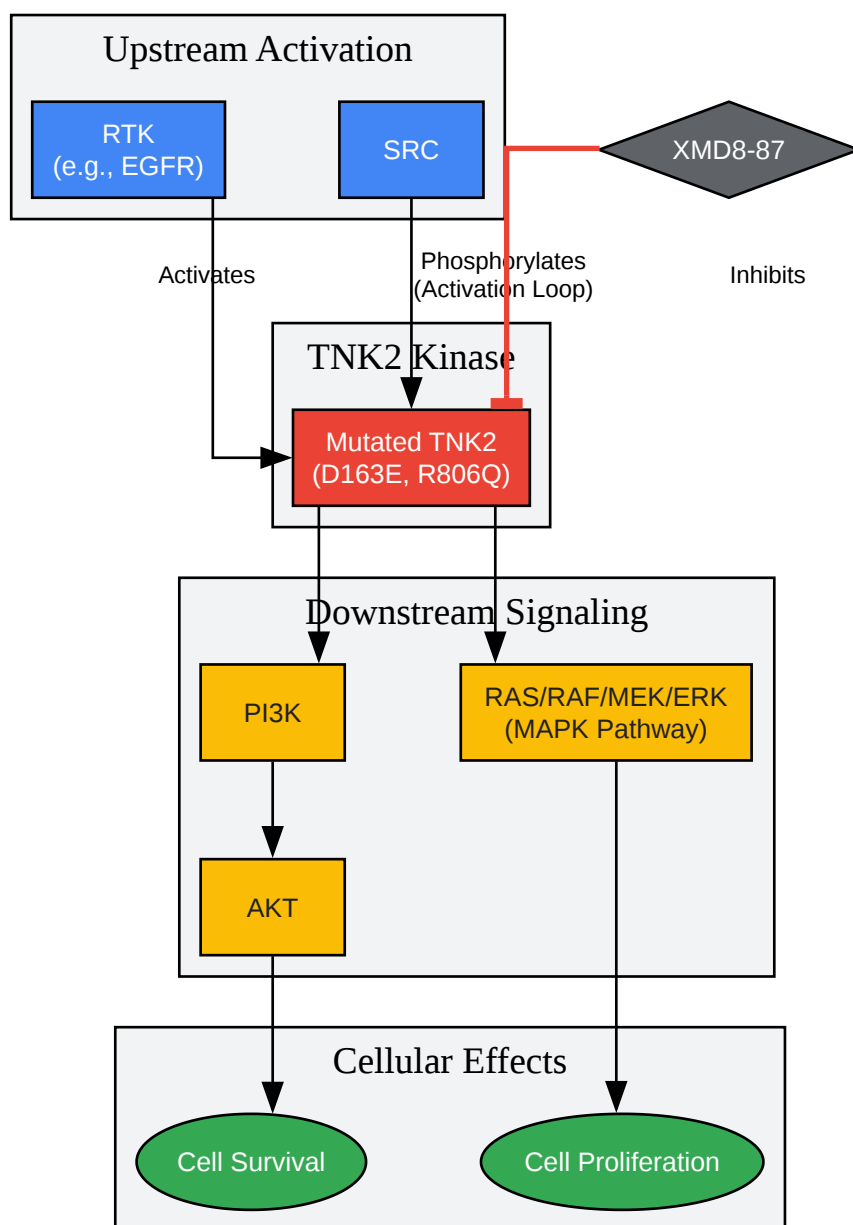 Upstream Activation
RTK
(e.g., EGFR)
SRC
XMD8-87
Activates
Phosphorylates
(Activation Loop)
Inhibits
TNK2 Kinase
Mutated TNK2
(D163E, R806Q)
Downstream Signaling
PI3K
RAS/RAF/MEK/ERK
(MAPK Pathway)
AKT
Cellular Effects
Cell Survival
Cell Proliferation